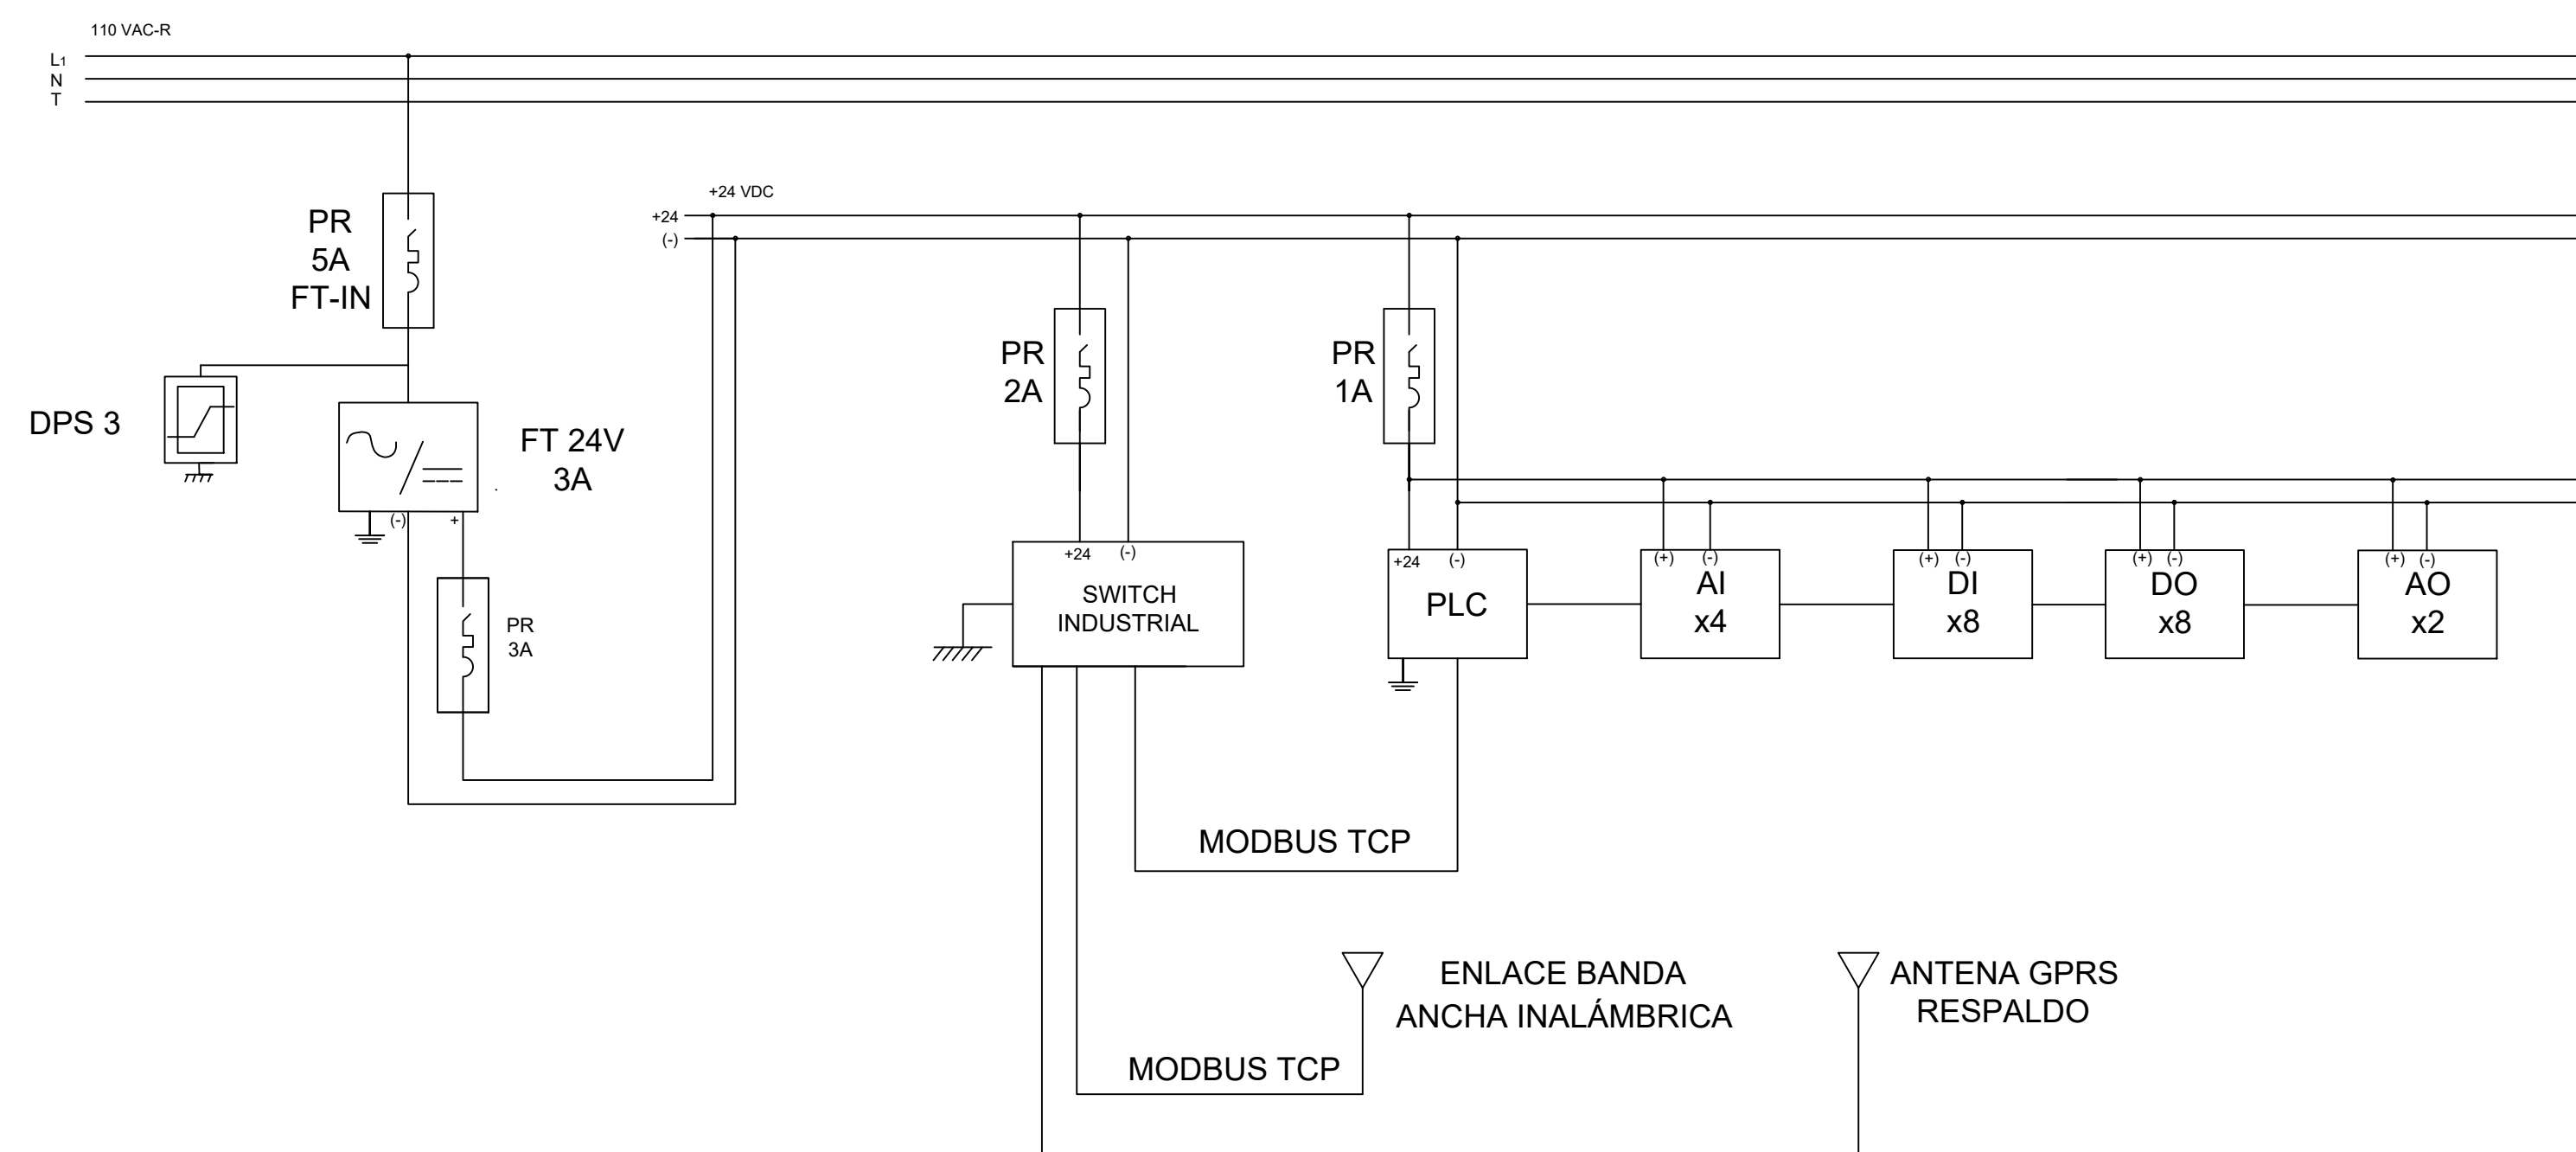 110 VAC-R
L1
N
T
+24 VDC
+24
(-)
PR
5A
FT-IN
PR
2A
PR
1A
DPS 3
FT 24V
3A
(-) +
PR
3A
+24 (-)
SWITCH
INDUSTRIAL
+24 (-)
PLC
(+) (-)
AI
x4
(+) (-)
DI
x8
(+) (-)
DO
x8
(+) (-)
AO
x2
MODBUS TCP
ENLACE BANDA
ANCHA INALÁMBRICA
ANTENA GPRS
RESPALDO
MODBUS TCP